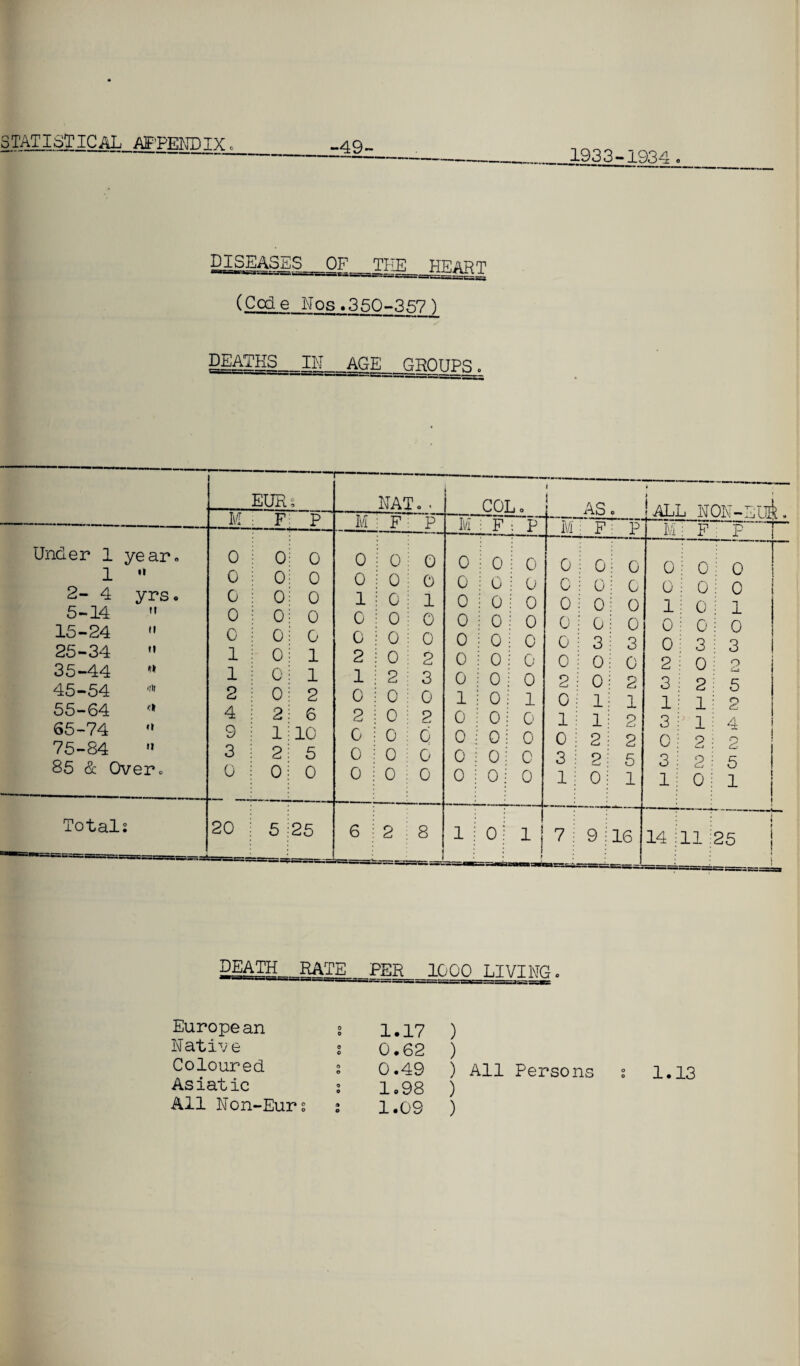 STATISTICAL APPENDIX. -49- 1933-1934.
DISEASES OF THE HEART
(Code Nos.350-357)
DEATHS IN AGE GROUPS.
EUR: NAT.. COL. AS. ALL NON-EUR.
M F P M F P M F P M F P M F P
Under 1 year. 0 0 0 0 0 0 0 0 0 0 0 0 0 0 0
1 " 0 0 0 0 0 0 0 0 0 0 0 0 0 0 0
2- 4 yrs. 0 0 0 1 0 1 0 0 0 0 0 0 1 0 1
5-14 " 0 0 0 0 0 0 0 0 0 0 0 0 0 0 0
15-24 " 0 0 0 0 0 0 0 0 0 0 3 3 0 3 3
25-34 " 1 0 1 2 0 2 0 0 0 0 0 0 2 0 2
35-44 " 1 0 1 1 2 3 0 0 0 2 0 2 3 2 5
45-54 " 2 0 2 0 0 0 1 0 1 0 1 1 1 1 2
55-64 " 4 2 6 2 0 2 0 0 0 1 1 2 3 1 4
65-74 " 9 1 10 0 0 0 0 0 0 0 2 2 0 2 2
75-84 " 3 2 5 0 0 0 0 0 0 3 2 5 3 2 5
85 & Over. 0 0 0 0 0 0 0 0 0 1 0 1 1 0 1
Total: 20 5 25 6 2 8 1 0 1 7 9 16 14 11 25
DEATH RATE PER 1000 LIVING.
European : 1.17 )
Native : 0.62 )
Coloured : 0.49 ) All Persons : 1.13
Asiatic : 1.98 )
All Non-Eur: : 1.09 )